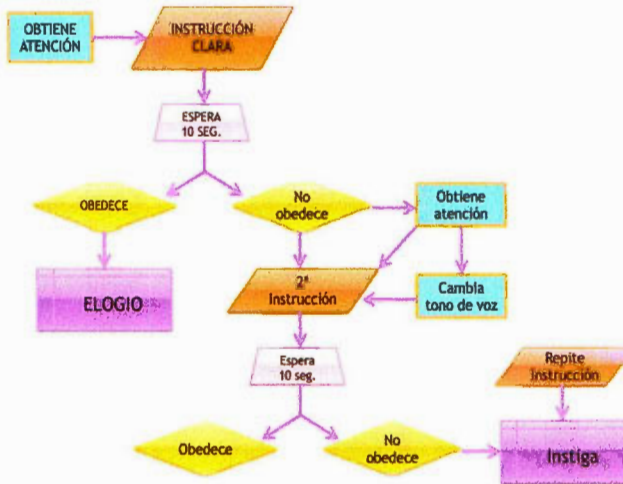 OBTIENE
ATENCIÓN
INSTRUCCIÓN
CLARA
ESPERA
10 SEG.
OBEDECE
No
obedece
Obtiene
atención
ELOGIO
2ª
Instrucción
Cambia
tono de voz
Espera
10 seg.
Repite
Instrucción
Obedece
No
obedece
Instiga